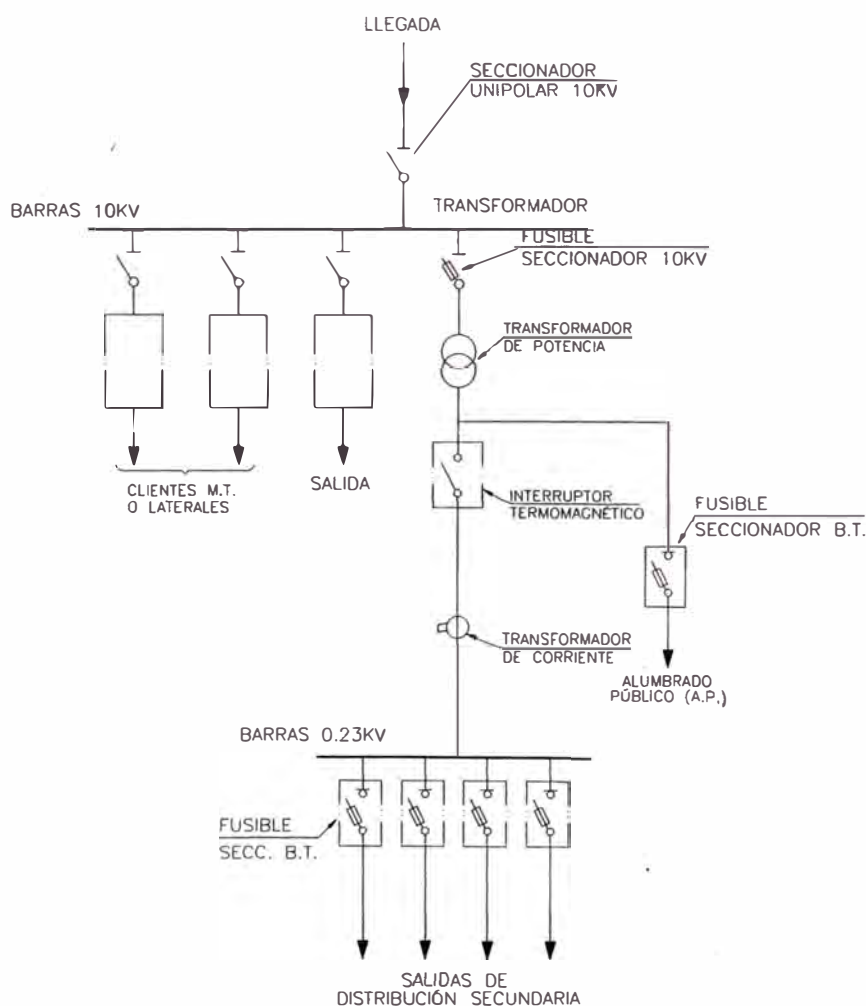 LLEGADA
SECCIONADOR
UNIPOLAR 10KV
BARRAS 10KV
TRANSFORMADOR
FUSIBLE
SECCIONADOR 10KV
TRANSFORMADOR
DE POTENCIA
CLIENTES M.T.
O LATERALES
SALIDA
INTERRUPTOR
TERMOMAGNÉTICO
FUSIBLE
SECCIONADOR B.T.
TRANSFORMADOR
DE CORRIENTE
ALUMBRADO
PÚBLICO (A.P.)
BARRAS 0.23KV
FUSIBLE
SECC. B.T.
SALIDAS DE
DISTRIBUCIÓN SECUNDARIA